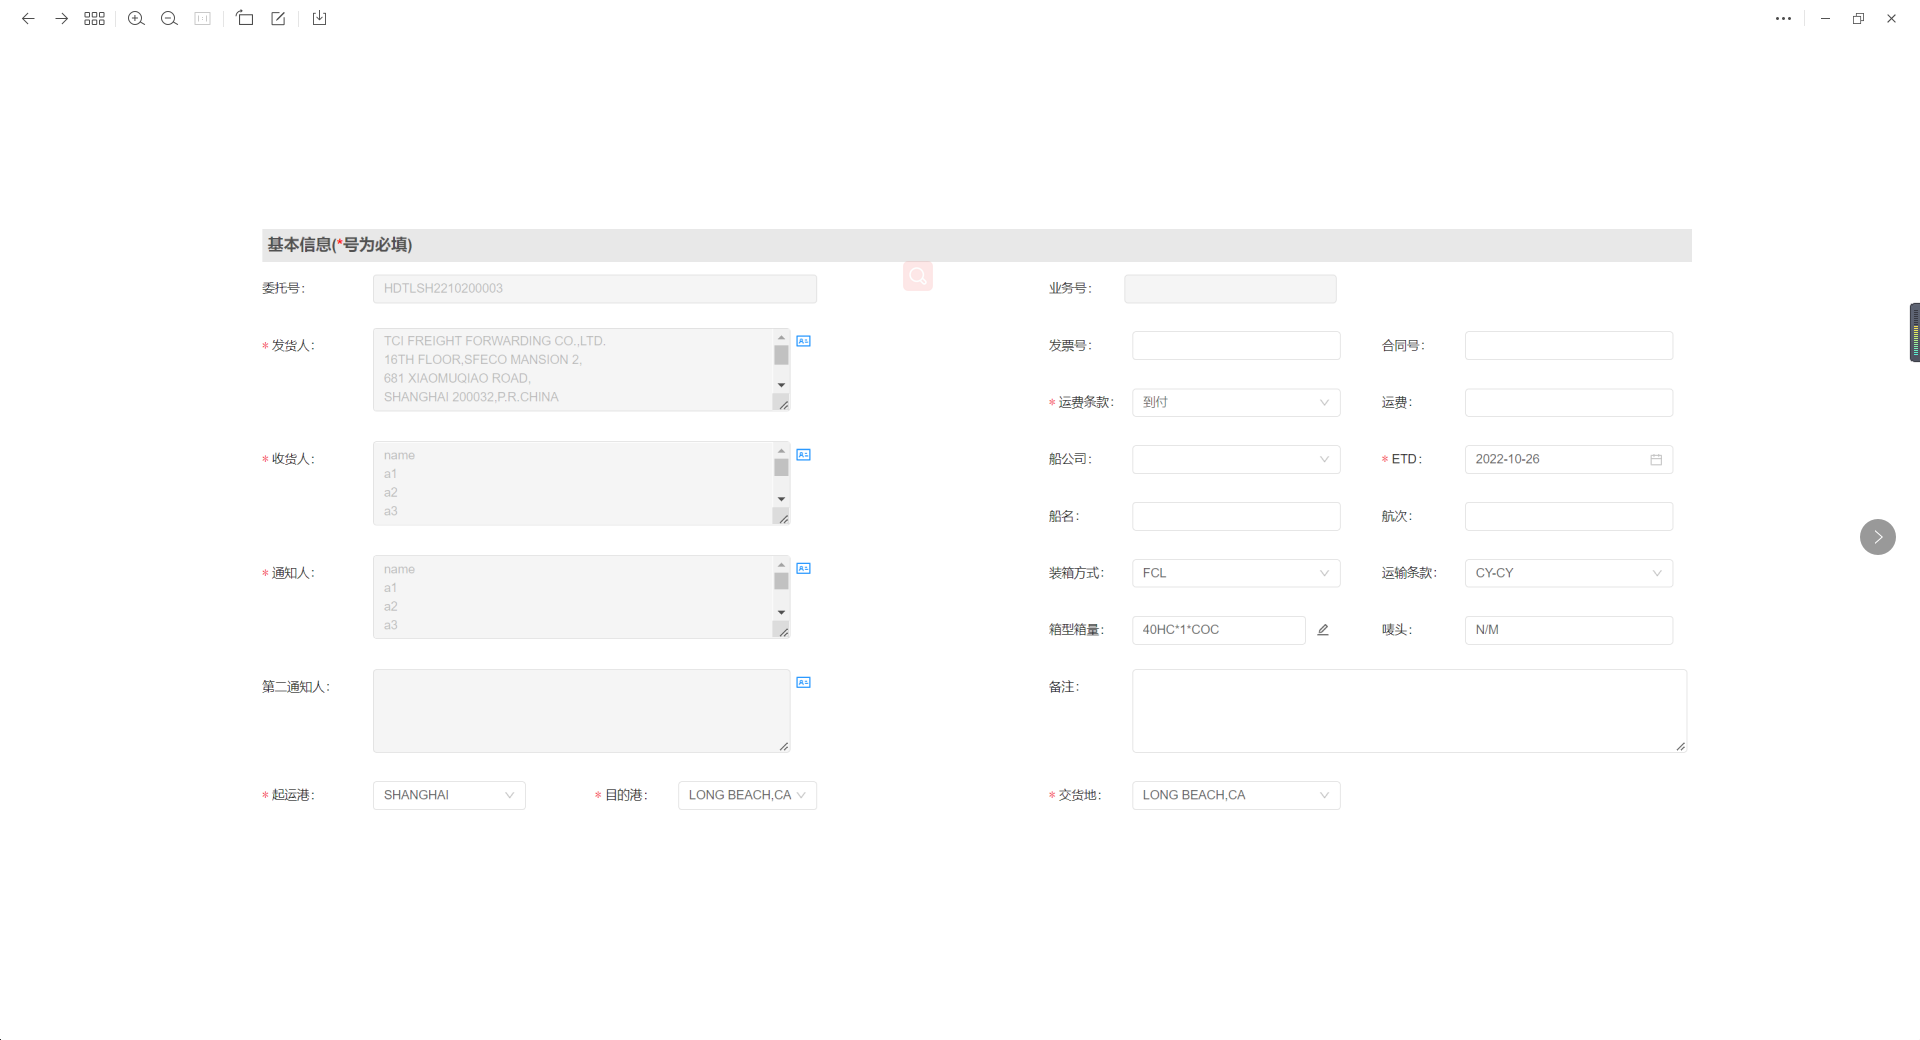 基本信息(*号为必填)
委托号: HDTLSH2210200003
业务号:
* 发货人: TCI FREIGHT FORWARDING CO.,LTD.
16TH FLOOR,SFECO MANSION 2,
681 XIAOMUQIAO ROAD,
SHANGHAI 200032,P.R.CHINA
发票号:
合同号:
* 运费条款: 到付
运费:
* 收货人: name
a1
a2
a3
船公司:
* ETD: 2022-10-26
船名:
航次:
* 通知人: name
a1
a2
a3
装箱方式: FCL
运输条款: CY-CY
箱型箱量: 40HC*1*COC
唛头: N/M
第二通知人:
备注:
* 起运港: SHANGHAI
* 目的港: LONG BEACH,CA
* 交货地: LONG BEACH,CA